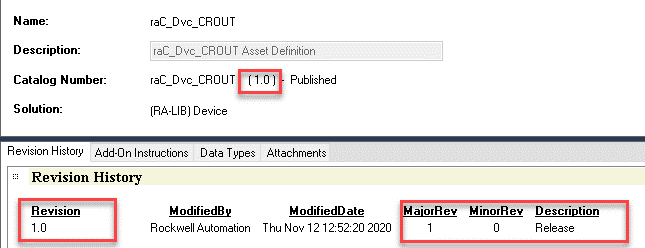 Name: raC_Dvc_CROUT
Description: raC_Dvc_CROUT Asset Definition
Catalog Number: raC_Dvc_CROUT ( 1.0 ) - Published
Solution: (RA-LIB) Device
Revision History Add-On Instructions Data Types Attachments
Revision History
Revision ModifiedBy ModifiedDate MajorRev MinorRev Description
1.0 Rockwell Automation Thu Nov 12 12:52:20 2020 1 0 Release